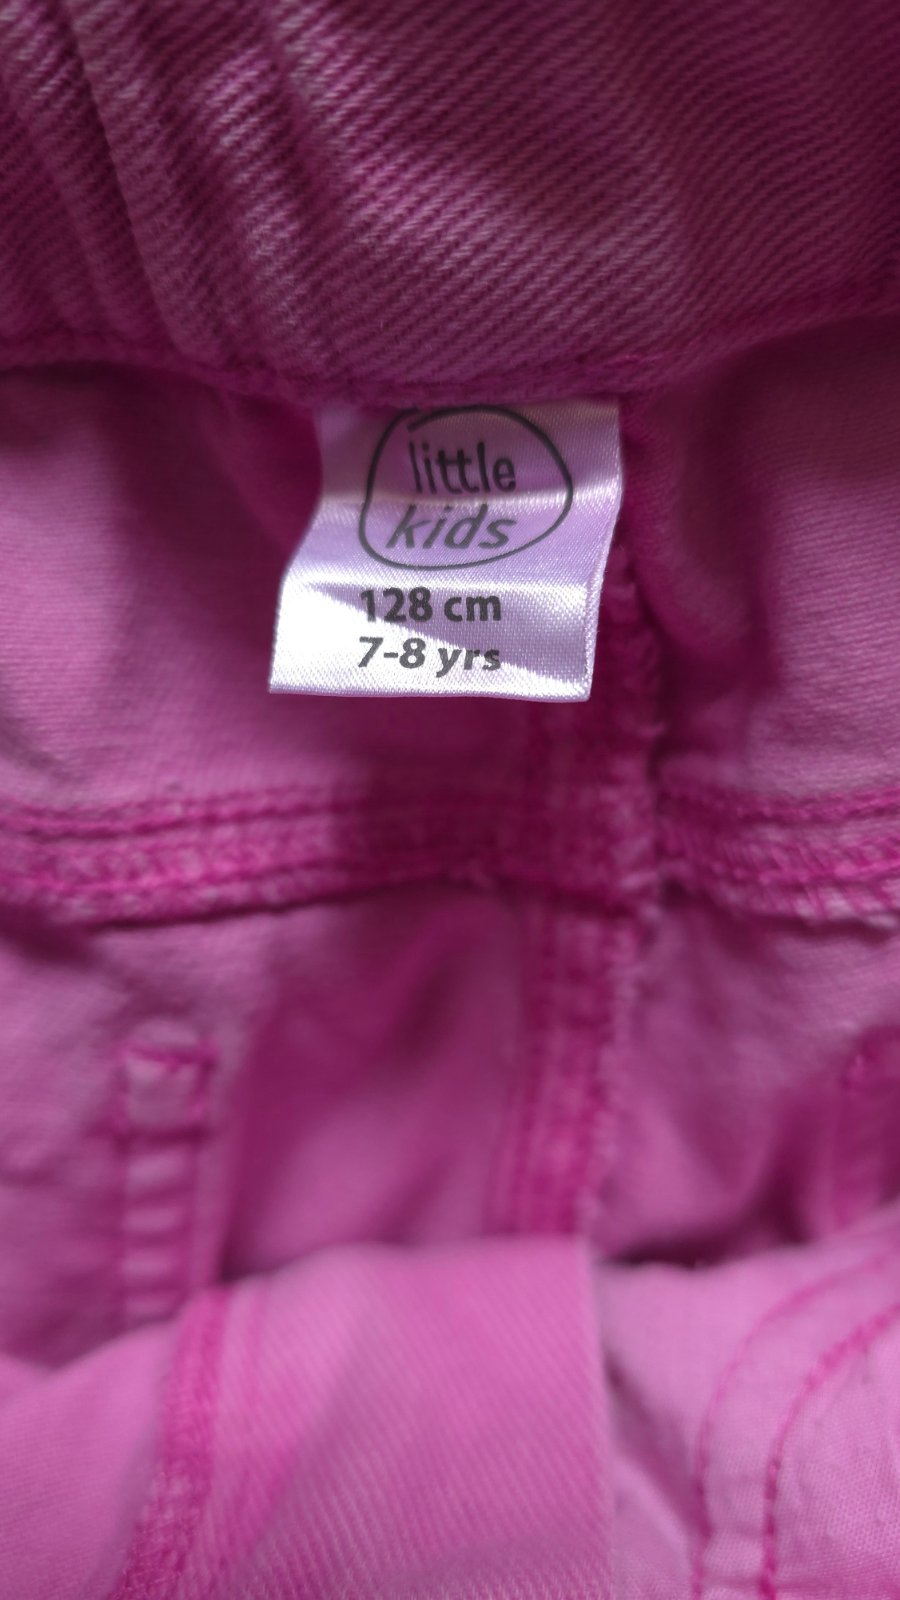 little
kids
128 cm
7-8 yrs